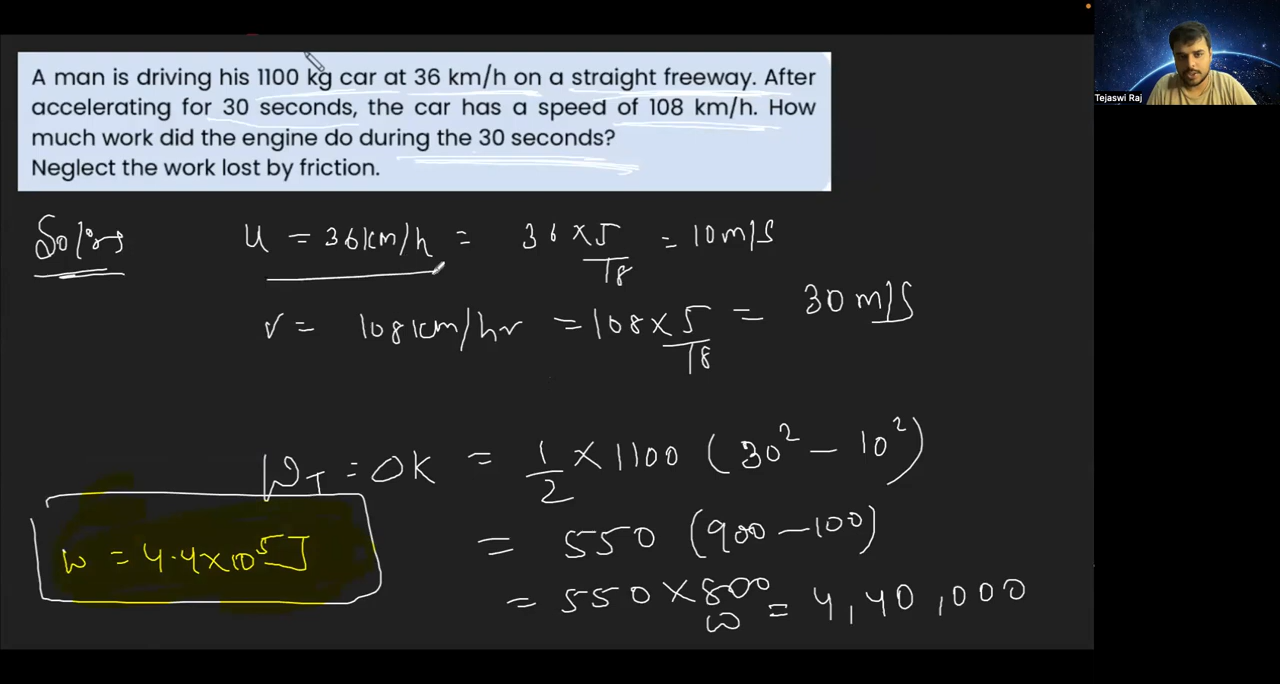 A man is driving his 1100 kg car at 36 km/h on a straight freeway. After
accelerating for 30 seconds, the car has a speed of 108 km/h. How
much work did the engine do during the 30 seconds?
Neglect the work lost by friction.
Tejaswi Raj
Sol:
u = 36km/h = 36 × 5/18 = 10 m/s
v = 108 km/hr = 108 × 5/18 = 30 m/s
W_T = ΔK = 1/2 × 1100 (30² − 10²)
= 550 (900 − 100)
= 550 × 800
W = 4,40,000
W = 4.4×10⁵ J